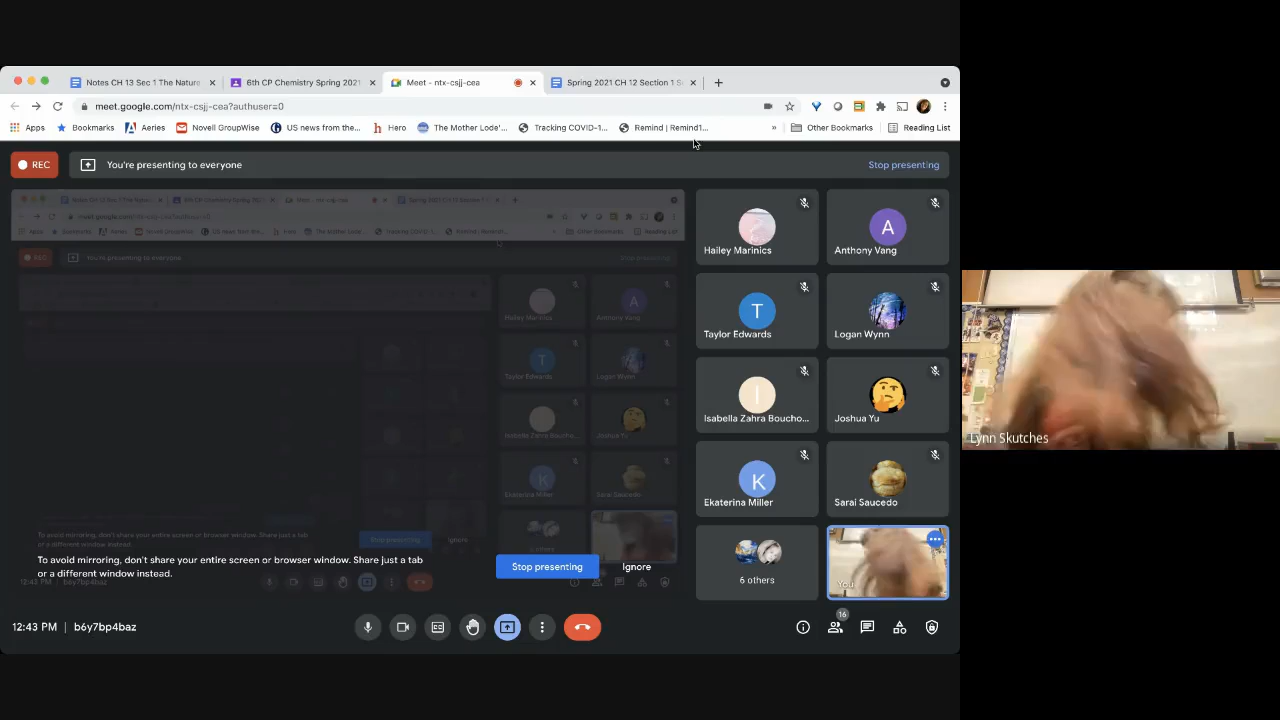 Notes CH 13 Sec 1 The Nature
6th CP Chemistry Spring 2021
Meet - ntx-csjj-cea
Spring 2021 CH 12 Section 1 S
meet.google.com/ntx-csjj-cea?authuser=0
Apps
Bookmarks
Aeries
Novell GroupWise
US news from the...
Hero
The Mother Lode'...
Tracking COVID-1...
Remind | Remind1...
»
Other Bookmarks
Reading List
REC
You're presenting to everyone
Stop presenting
Hailey Marinics
A
Anthony Vang
T
Taylor Edwards
Logan Wynn
I
Isabella Zahra Boucho...
Joshua Yu
K
Ekaterina Miller
Sarai Saucedo
6 others
You
To avoid mirroring, don't share your entire screen or browser window. Share just a tab
or a different window instead.
Stop presenting
Ignore
12:43 PM | b6y7bp4baz
16
Lynn Skutches